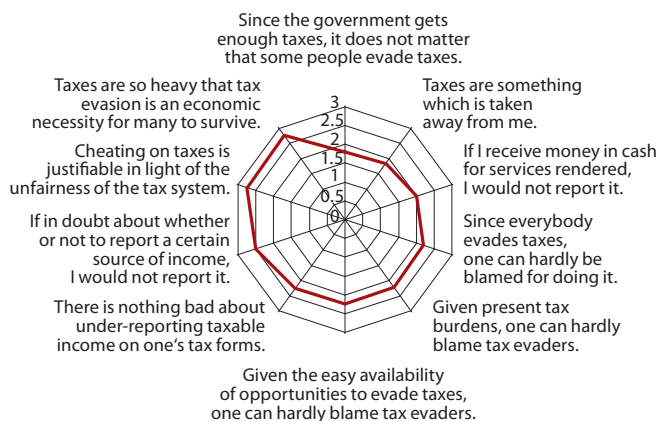 Since the government gets
enough taxes, it does not matter
that some people evade taxes.
Taxes are something
which is taken
away from me.
If I receive money in cash
for services rendered,
I would not report it.
Since everybody
evades taxes,
one can hardly be
blamed for doing it.
Given present tax
burdens, one can hardly
blame tax evaders.
Given the easy availability
of opportunities to evade taxes,
one can hardly blame tax evaders.
There is nothing bad about
under-reporting taxable
income on one‘s tax forms.
If in doubt about whether
or not to report a certain
source of income,
I would not report it.
Cheating on taxes is
justifiable in light of the
unfairness of the tax system.
Taxes are so heavy that tax
evasion is an economic
necessity for many to survive.
3
2.5
2
1.5
1
0.5
0